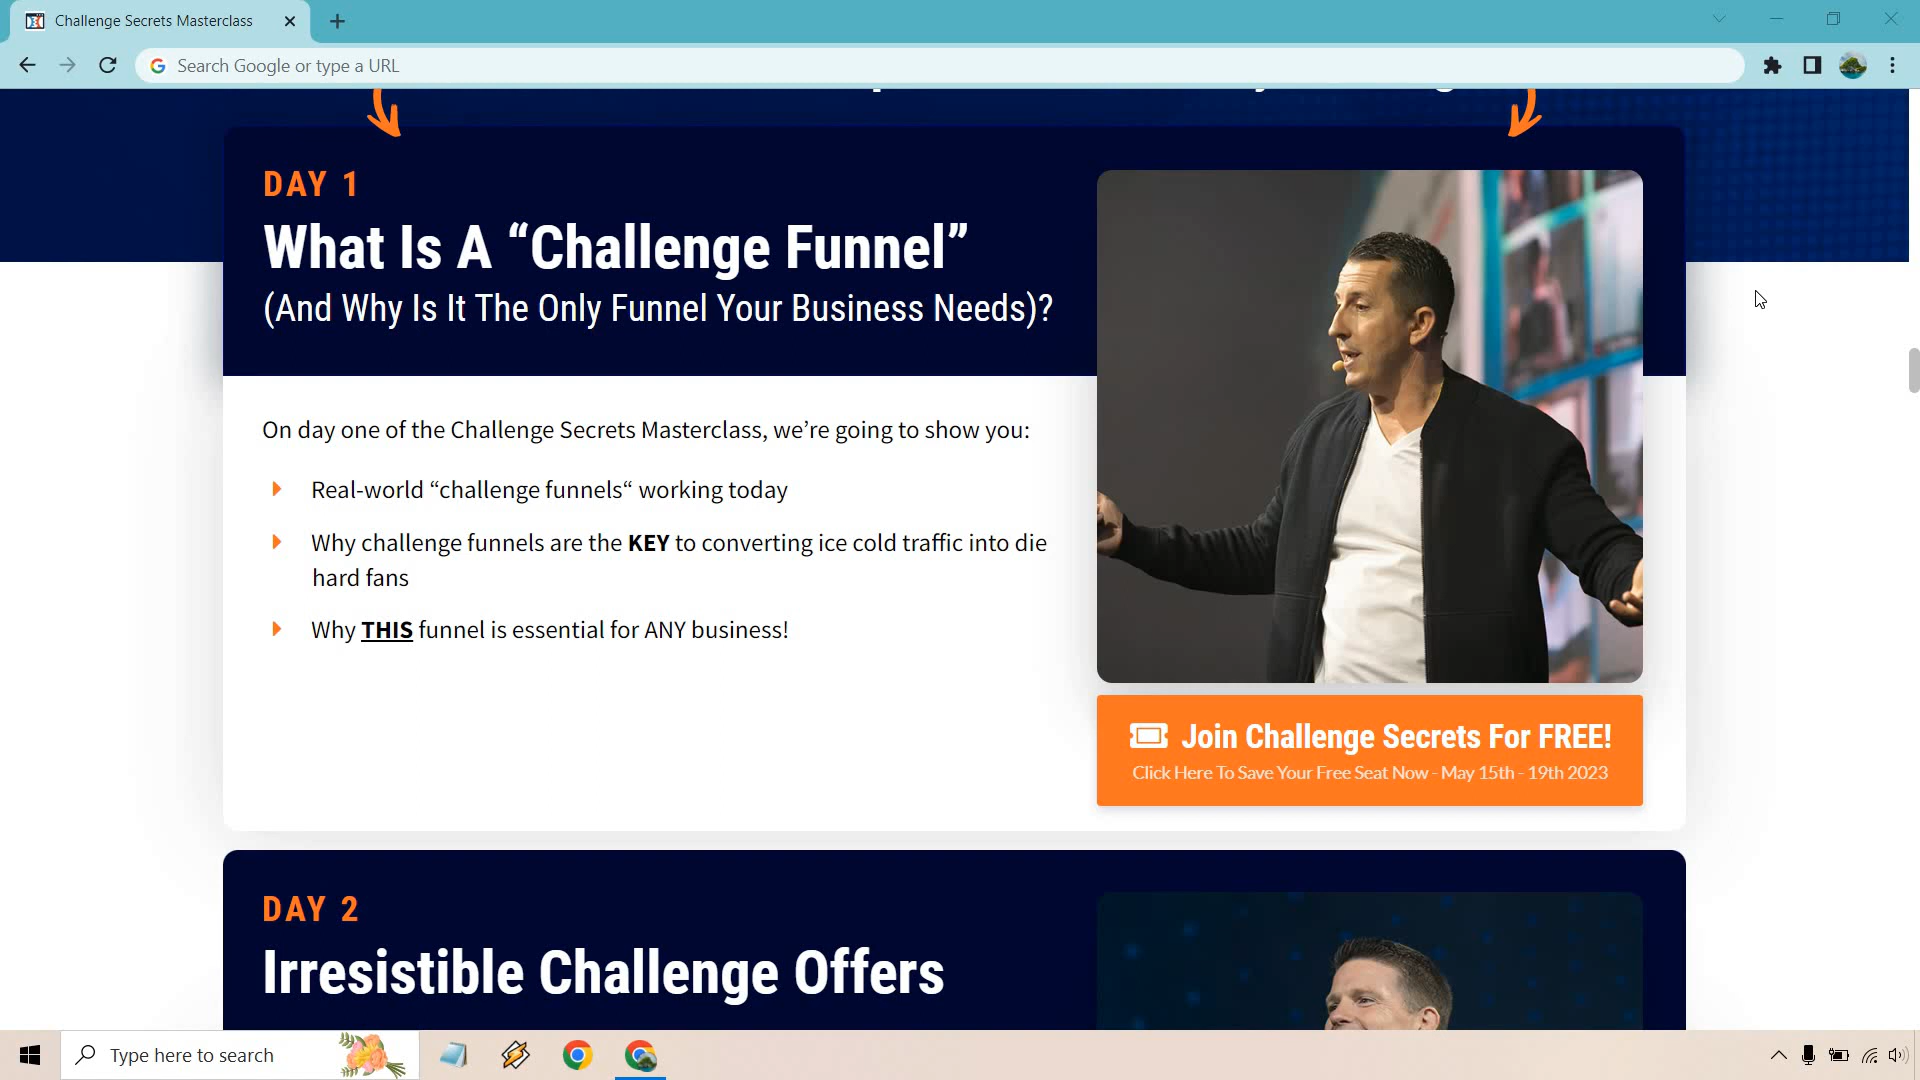 Challenge Secrets Masterclass
Search Google or type a URL
DAY 1
What Is A “Challenge Funnel”
(And Why Is It The Only Funnel Your Business Needs)?
On day one of the Challenge Secrets Masterclass, we’re going to show you:
Real-world “challenge funnels“ working today
Why challenge funnels are the KEY to converting ice cold traffic into die
hard fans
Why THIS funnel is essential for ANY business!
Join Challenge Secrets For FREE!
Click Here To Save Your Free Seat Now - May 15th - 19th 2023
DAY 2
Irresistible Challenge Offers
Type here to search